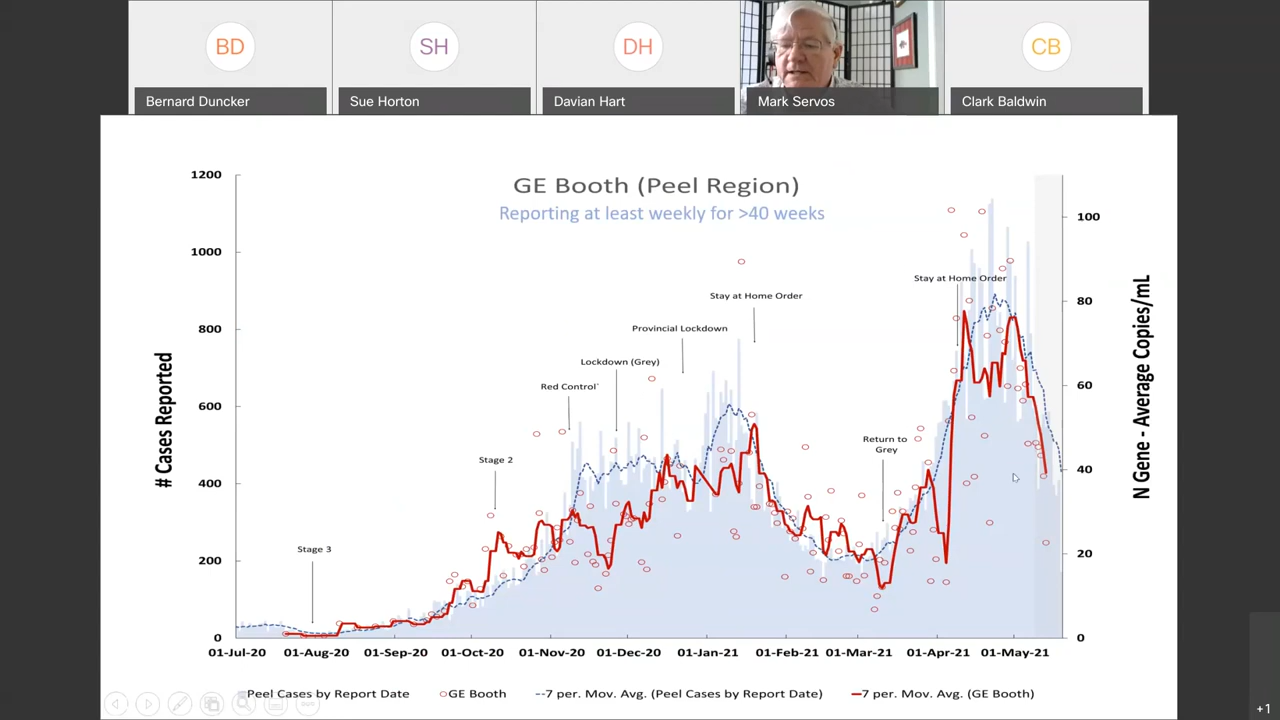 BD
SH
DH
CB
Bernard Duncker
Sue Horton
Davian Hart
Mark Servos
Clark Baldwin
GE Booth (Peel Region)
Reporting at least weekly for >40 weeks
# Cases Reported
1200
1000
800
600
400
200
0
N Gene - Average Copies/mL
100
80
60
40
20
0
Stage 3
Stage 2
Red Control`
Lockdown (Grey)
Provincial Lockdown
Stay at Home Order
Return to
Grey
Stay at Home Order
01-Jul-20 01-Aug-20 01-Sep-20 01-Oct-20 01-Nov-20 01-Dec-20 01-Jan-21 01-Feb-21 01-Mar-21 01-Apr-21 01-May-21
Peel Cases by Report Date GE Booth 7 per. Mov. Avg. (Peel Cases by Report Date) 7 per. Mov. Avg. (GE Booth)
+1